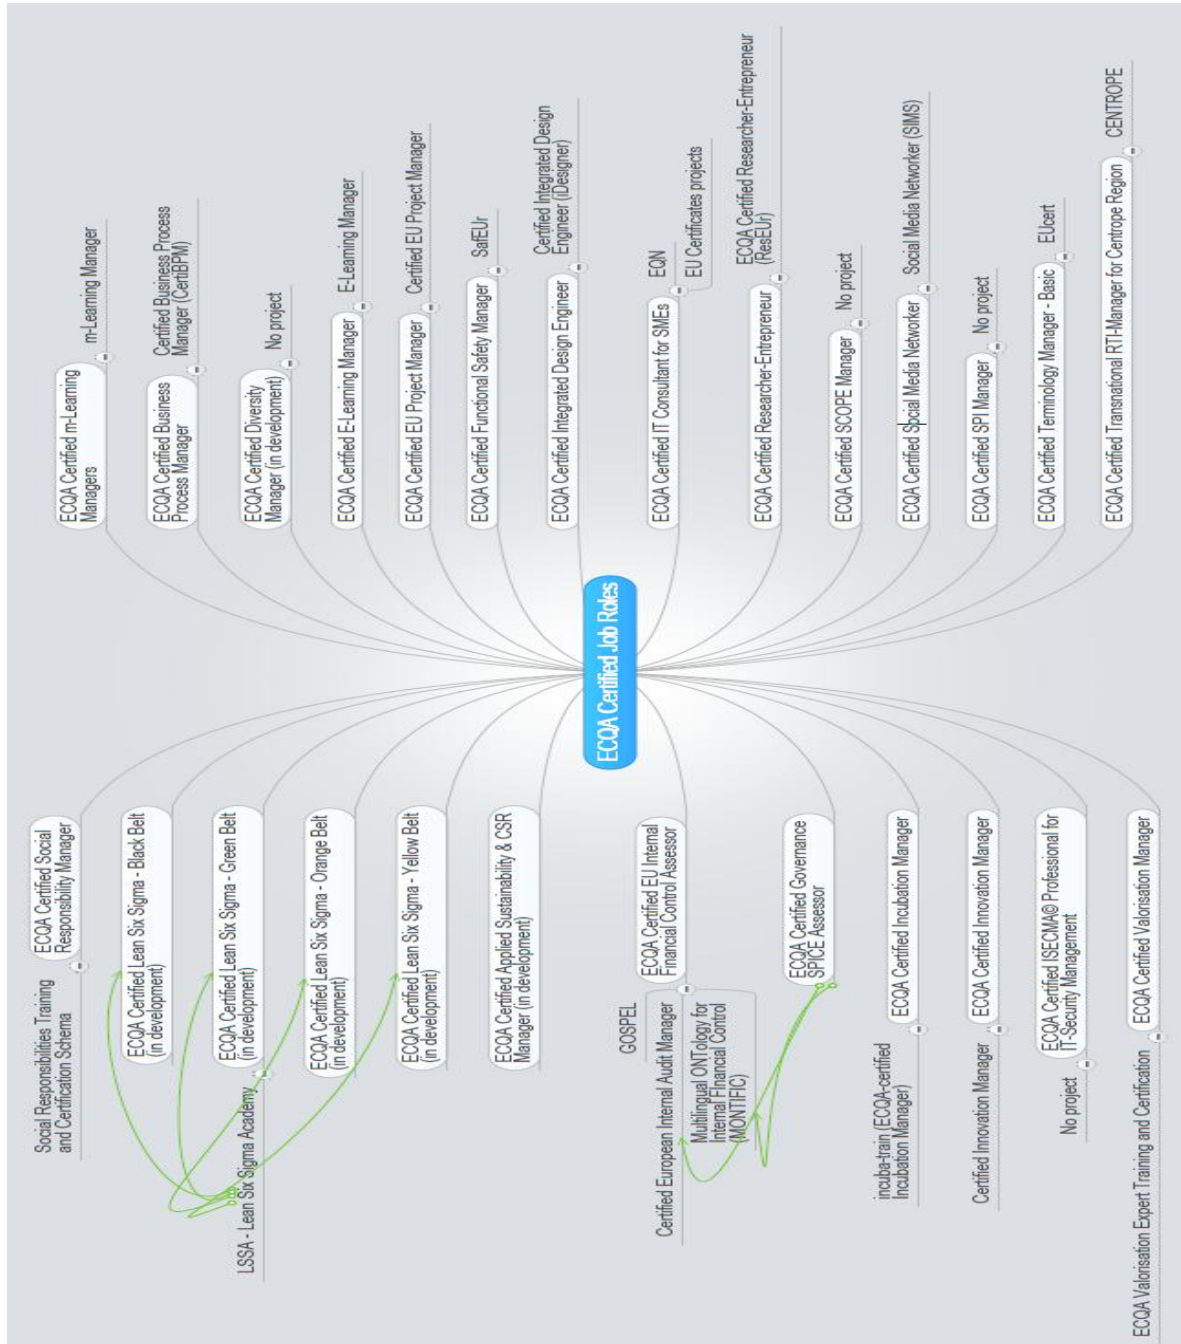 ECQA Certified Job Roles
ECQA Certified Social
Responsibility Manager
Social Responsibilities Training
and Certification Schema
ECQA Certified Lean Six Sigma - Black Belt
(in development)
ECQA Certified Lean Six Sigma - Green Belt
(in development)
LSSA - Lean Six Sigma Academy
ECQA Certified Lean Six Sigma - Orange Belt
(in development)
ECQA Certified Lean Six Sigma - Yellow Belt
(in development)
ECQA Certified Applied Sustainability & CSR
Manager (in development)
ECQA Certified EU Internal
Financial Control Assessor
GOSPEL
Certified European Internal Audit Manager
Multilingual ONTology for
Internal FInancial Control
(MONTIFIC)
ECQA Certified Governance
SPICE Assessor
ECQA Certified Incubation Manager
incuba-train (ECQA-certified
Incubation Manager)
ECQA Certified Innovation Manager
Certified Innovation Manager
ECQA Certified ISECMA® Professional for
IT-Security Management
No project
ECQA Certified Valorisation Manager
ECQA Valorisation Expert Training and Certification
ECQA Certified m-Learning
Managers
m-Learning Manager
ECQA Certified Business
Process Manager
Certified Business Process
Manager (CertiBPM)
ECQA Certified Diversity
Manager (in development)
No project
ECQA Certified E-Learning Manager
E-Learning Manager
ECQA Certified EU Project Manager
Certified EU Project Manager
ECQA Certified Functional Safety Manager
SafEUr
ECQA Certified Integrated Design Engineer
Certified Integrated Design
Engineer (iDesigner)
ECQA Certified IT Consultant for SMEs
EQN
EU Certificates projects
ECQA Certified Researcher-Entrepreneur
ECQA Certified Researcher-Entrepreneur
(ResEUr)
ECQA Certified SCOPE Manager
No project
ECQA Certified Social Media Networker
Social Media Networker (SIMS)
ECQA Certified SPI Manager
No project
ECQA Certified Terminology Manager - Basic
EUcert
ECQA Certified Transnational RTI-Manager for Centrope Region
CENTROPE